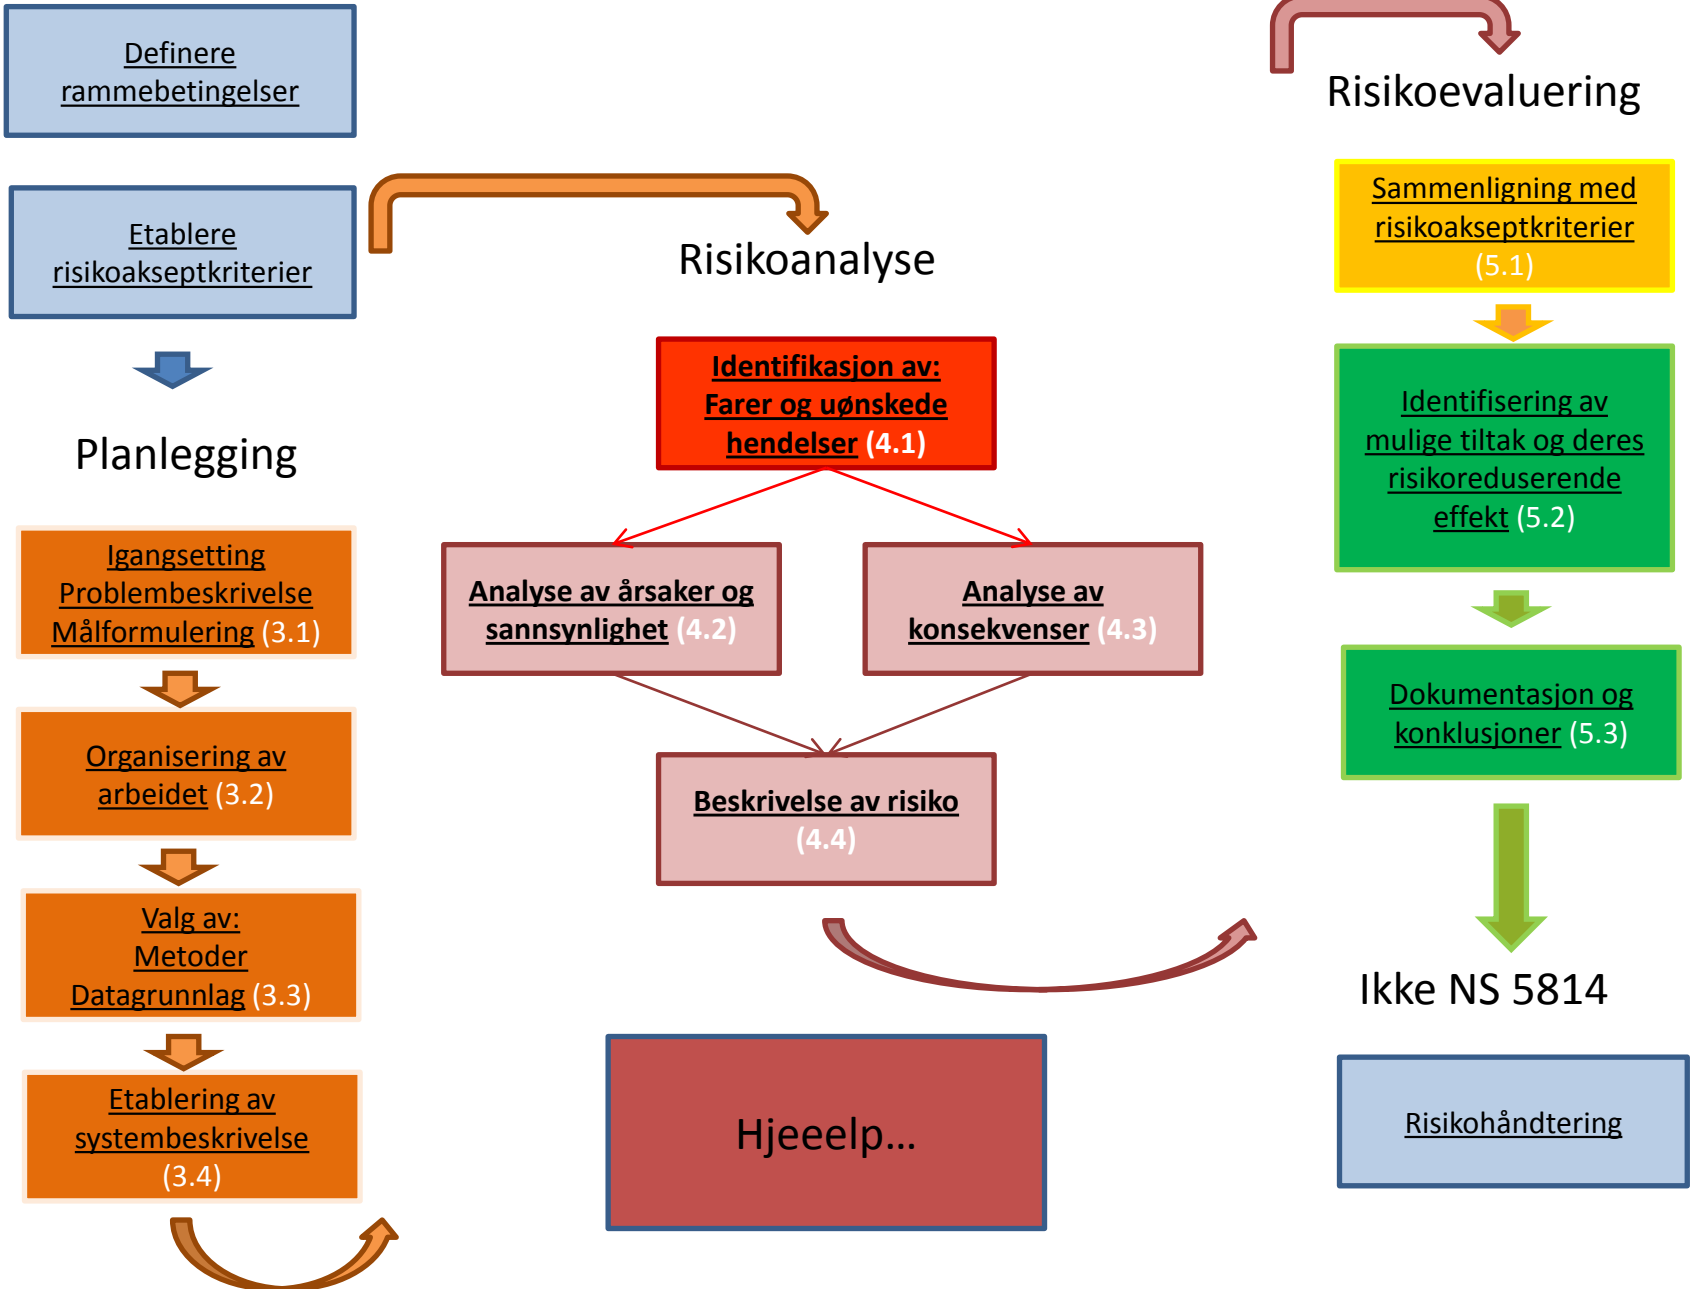 Definere
rammebetingelser
Etablere
risikoakseptkriterier
Planlegging
Igangsetting
Problembeskrivelse
Målformulering (3.1)
Organisering av
arbeidet (3.2)
Valg av:
Metoder
Datagrunnlag (3.3)
Etablering av
systembeskrivelse
(3.4)
Risikoanalyse
Identifikasjon av:
Farer og uønskede
hendelser (4.1)
Analyse av årsaker og
sannsynlighet (4.2)
Analyse av
konsekvenser (4.3)
Beskrivelse av risiko
(4.4)
Hjeeelp...
Risikoevaluering
Sammenligning med
risikoakseptkriterier
(5.1)
Identifisering av
mulige tiltak og deres
risikoreduserende
effekt (5.2)
Dokumentasjon og
konklusjoner (5.3)
Ikke NS 5814
Risikohåndtering